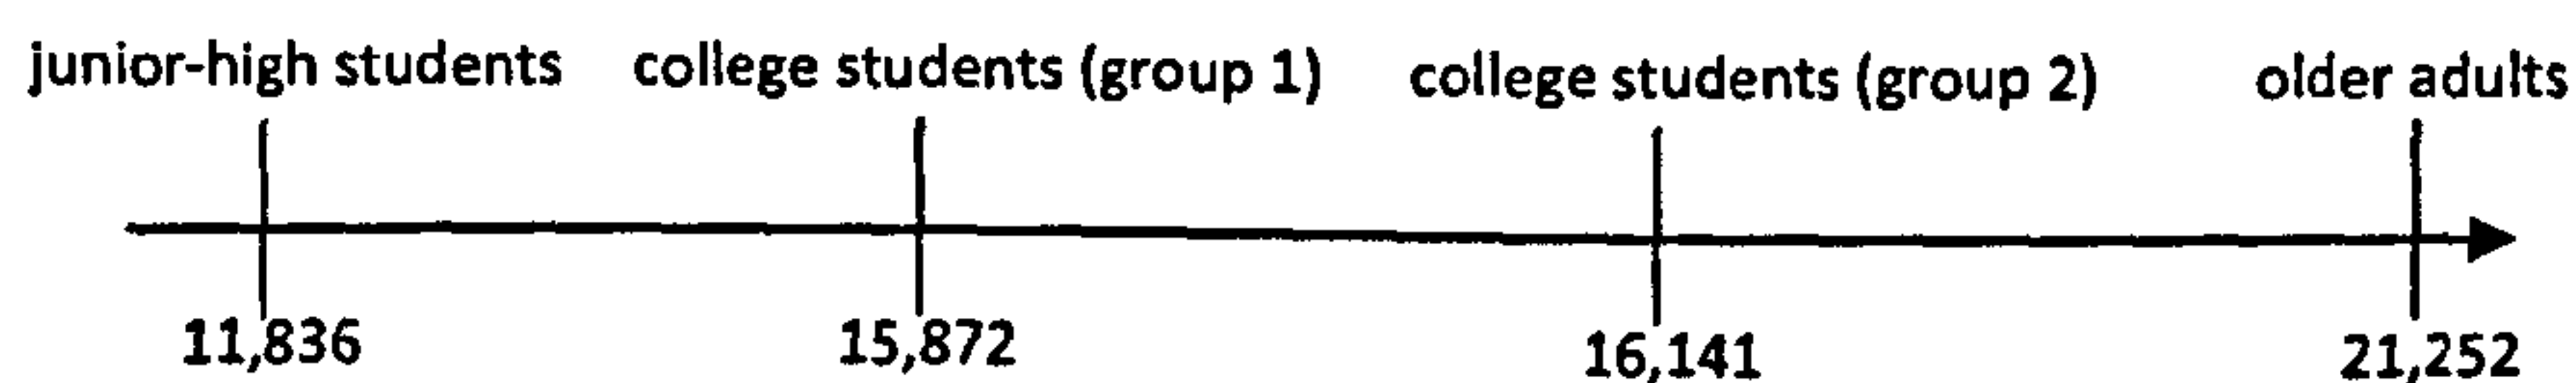 junior-high students college students (group 1) college students (group 2) older adults
11,836 15,872 16,141 21,252